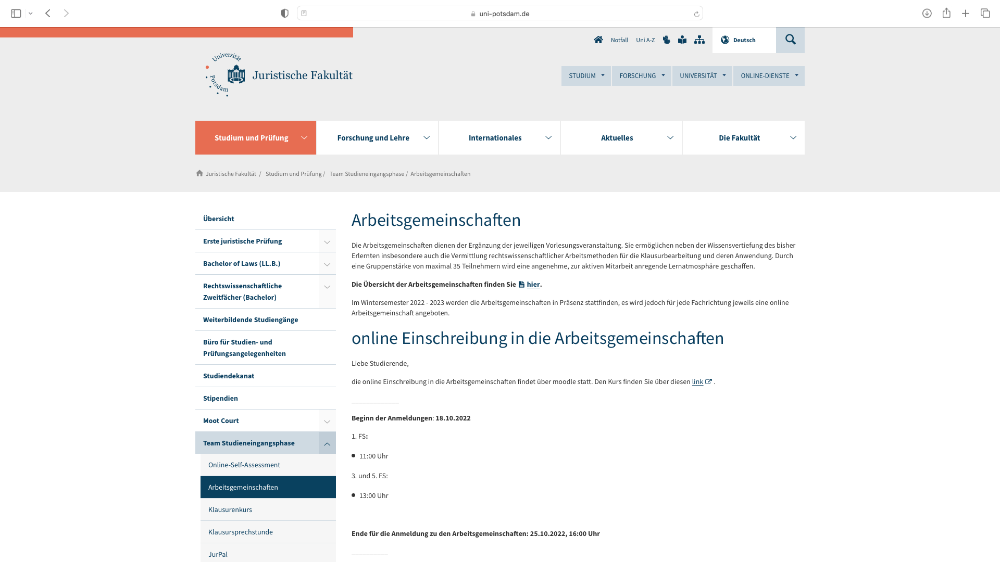 uni-potsdam.de
Notfall
Uni A-Z
Deutsch
Universität
Potsdam
Juristische Fakultät
STUDIUM
FORSCHUNG
UNIVERSITÄT
ONLINE-DIENSTE
Studium und Prüfung
Forschung und Lehre
Internationales
Aktuelles
Die Fakultät
Juristische Fakultät / Studium und Prüfung / Team Studieneingangsphase / Arbeitsgemeinschaften
Übersicht
Erste juristische Prüfung
Bachelor of Laws (LL.B.)
Rechtswissenschaftliche
Zweitfächer (Bachelor)
Weiterbildende Studiengänge
Büro für Studien- und
Prüfungsangelegenheiten
Studiendekanat
Stipendien
Moot Court
Team Studieneingangsphase
Online-Self-Assessment
Arbeitsgemeinschaften
Klausurenkurs
Klausursprechstunde
JurPal
Arbeitsgemeinschaften
Die Arbeitsgemeinschaften dienen der Ergänzung der jeweiligen Vorlesungsveranstaltung. Sie ermöglichen neben der Wissensvertiefung des bisher
Erlernten insbesondere auch die Vermittlung rechtswissenschaftlicher Arbeitsmethoden für die Klausurbearbeitung und deren Anwendung. Durch
eine Gruppenstärke von maximal 35 Teilnehmern wird eine angenehme, zur aktiven Mitarbeit anregende Lernatmosphäre geschaffen.
Die Übersicht der Arbeitsgemeinschaften finden Sie hier.
Im Wintersemester 2022 - 2023 werden die Arbeitsgemeinschaften in Präsenz stattfinden, es wird jedoch für jede Fachrichtung jeweils eine online
Arbeitsgemeinschaft angeboten.
online Einschreibung in die Arbeitsgemeinschaften
Liebe Studierende,
die online Einschreibung in die Arbeitsgemeinschaften findet über moodle statt. Den Kurs finden Sie über diesen link .
_____________
Beginn der Anmeldungen: 18.10.2022
1. FS:
• 11:00 Uhr
3. und 5. FS:
• 13:00 Uhr
Ende für die Anmeldung zu den Arbeitsgemeinschaften: 25.10.2022, 16:00 Uhr
__________